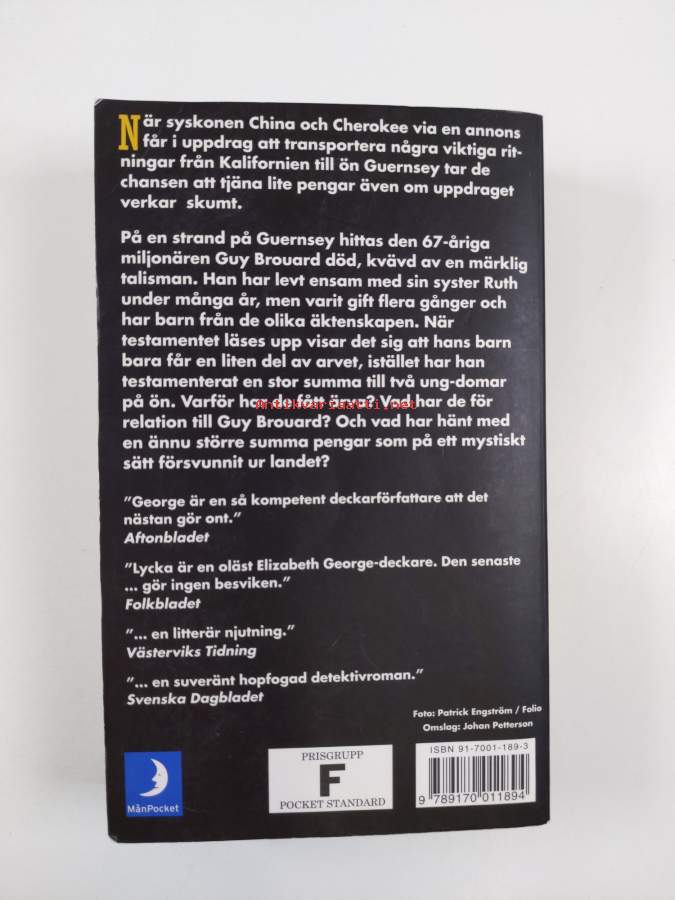 När syskonen China och Cherokee via en annons
får i uppdrag att transportera några viktiga rit-
ningar från Kalifornien till ön Guernsey tar de
chansen att tjäna lite pengar även om uppdraget
verkar skumt.
På en strand på Guernsey hittas den 67-åriga
miljonären Guy Brouard död, kvävd av en märklig
talisman. Han har levt ensam med sin syster Ruth
under många år, men varit gift flera gånger och
har barn från de olika äktenskapen. När
testamentet läses upp visar det sig att hans barn
bara får en liten del av arvet, istället har han
testamenterat en stor summa till två ung-domar
på ön. Varför har de fått ärva? Vad har de för
Antikvariaatti.net
relation till Guy Brouard? Och vad har hänt med
en ännu större summa pengar som på ett mystiskt
sätt försvunnit ur landet?
”George är en så kompetent deckarförfattare att det
nästan gör ont.”
Aftonbladet
”Lycka är en oläst Elizabeth George-deckare. Den senaste
... gör ingen besviken.”
Folkbladet
”... en litterär njutning.”
Västerviks Tidning
”... en suveränt hopfogad detektivroman.”
Svenska Dagbladet
Foto: Patrick Engström / Folio
Omslag: Johan Petterson
MånPocket
PRISGRUPP
F
POCKET STANDARD
ISBN 91-7001-189-3
9 789170 011894